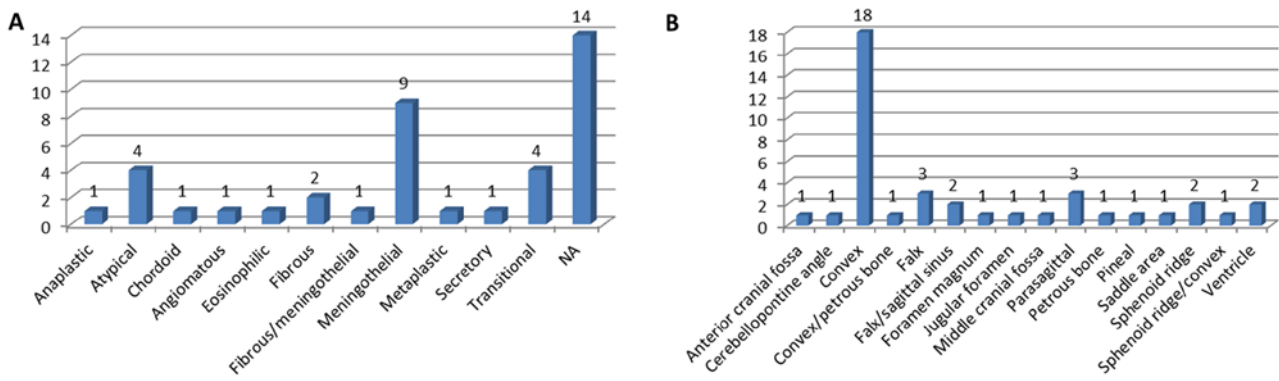 A
14
12
10
8
6
4
2
0
1
4
1
1
1
2
1
9
1
1
4
14
Anaplastic
Atypical
Chordoid
Angiomatous
Eosinophilic
Fibrous
Fibrous/meningothelial
Meningothelial
Metaplastic
Secretory
Transitional
NA
B
18
16
14
12
10
8
6
4
2
0
1
1
18
1
3
2
1
1
1
3
1
1
1
2
1
2
Anterior cranial fossa
Cerebellopontine angle
Convex
Convex/petrous bone
Falx
Falx/sagittal sinus
Foramen magnum
Jugular foramen
Middle cranial fossa
Parasagittal
Petrous bone
Pineal
Saddle area
Sphenoid ridge
Sphenoid ridge/convex
Ventricle